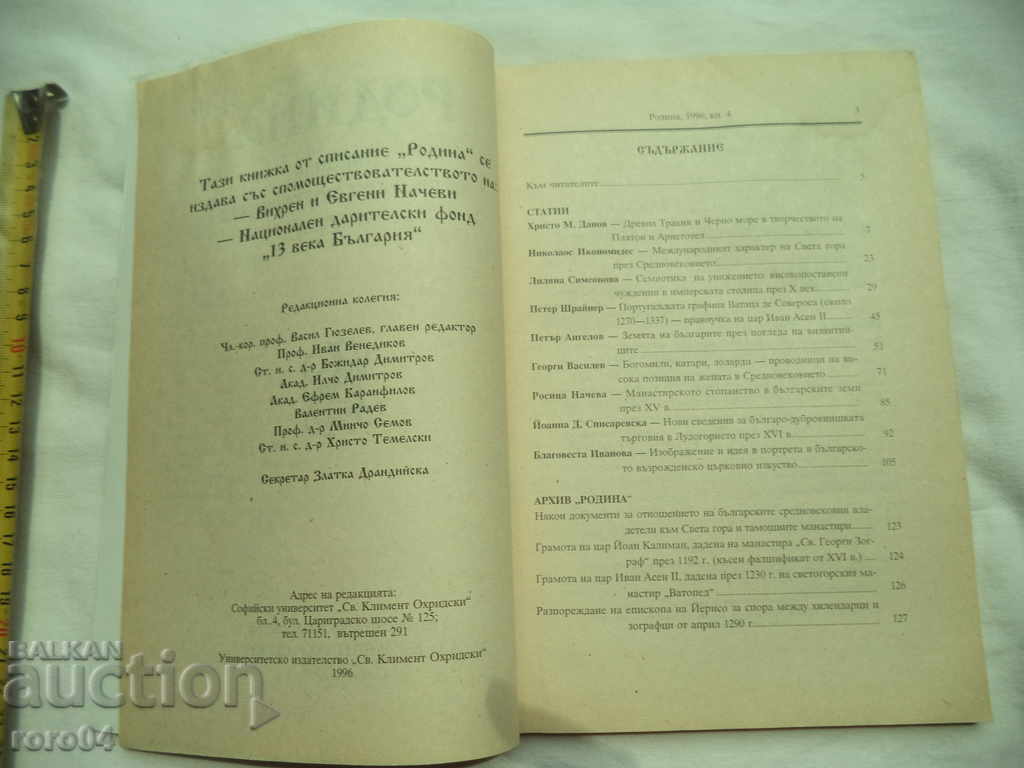 Тази книжка от списание „Родина“ се
издава със спомоществователството на:
— Вихрен и Евгени Начеви
— Национален дарителски фонд
„13 века България“
Редакционна колегия:
Чл.-кор. проф. Васил Гюзелев, главен редактор
Проф. Иван Венедиков
Ст. н. с. д-р Божидар Димитров
Акад. Илчо Димитров
Акад. Ефрем Каранфилов
Валентин Радев
Проф. д-р Минчо Семов
Ст. н. с. д-р Христо Темелски
Секретар Златка Драндийска
Адрес на редакцията:
Софийски университет „Св. Климент Охридски“
бл. 4, бул. Цариградско шосе № 125;
тел. 71151, вътрешен 291
Университетско издателство „Св. Климент Охридски“
1996
Родина, 1996, кн. 4 3
СЪДЪРЖАНИЕ
Към читателите 5
СТАТИИ
Христо М. Данов — Древна Тракия и Черно море в творчеството на
Платон и Аристотел 7
Николаос Икономидес — Международният характер на Света гора
през Средновековието 23
Лиляна Симеонова — Семиотика на унижението: високопоставени
чужденци в имперската столица през X век 29
Петер Шрайнер — Португалската графиня Ватаца де Североса (около
1270—1337) — правнучка на цар Иван Асен II 45
Петър Ангелов — Земята на българите през погледа на византий-
ците 51
Георги Василев — Богомили, катари, лоларди — проводници на ви-
сока позиция на жената в Средновековието 71
Росица Начева — Манастирското стопанство в българските земи
през XV в. 85
Йоанна Д. Списаревска — Нови сведения за българо-дубровнишката
търговия в Лудогорието през XVI в. 92
Благовеста Иванова — Изображение и идея в портрета в българско-
то възрожденско църковно изкуство 105
АРХИВ „РОДИНА“
Някои документи за отношението на българските средновековни вла-
детели към Света гора и тамошните манастири 123
Грамота на цар Йоан Калиман, дадена на манастира „Св. Георги Зог-
раф“ през 1192 г. (късен фалшификат от XVI в.) 124
Грамота на цар Иван Асен II, дадена през 1230 г. на светогорския ма-
настир „Ватопед“ 126
Разпореждане на епископа на Йерисо за спора между хилендарци и
зографци от април 1290 г. 127
BALKAN
auction
roro04